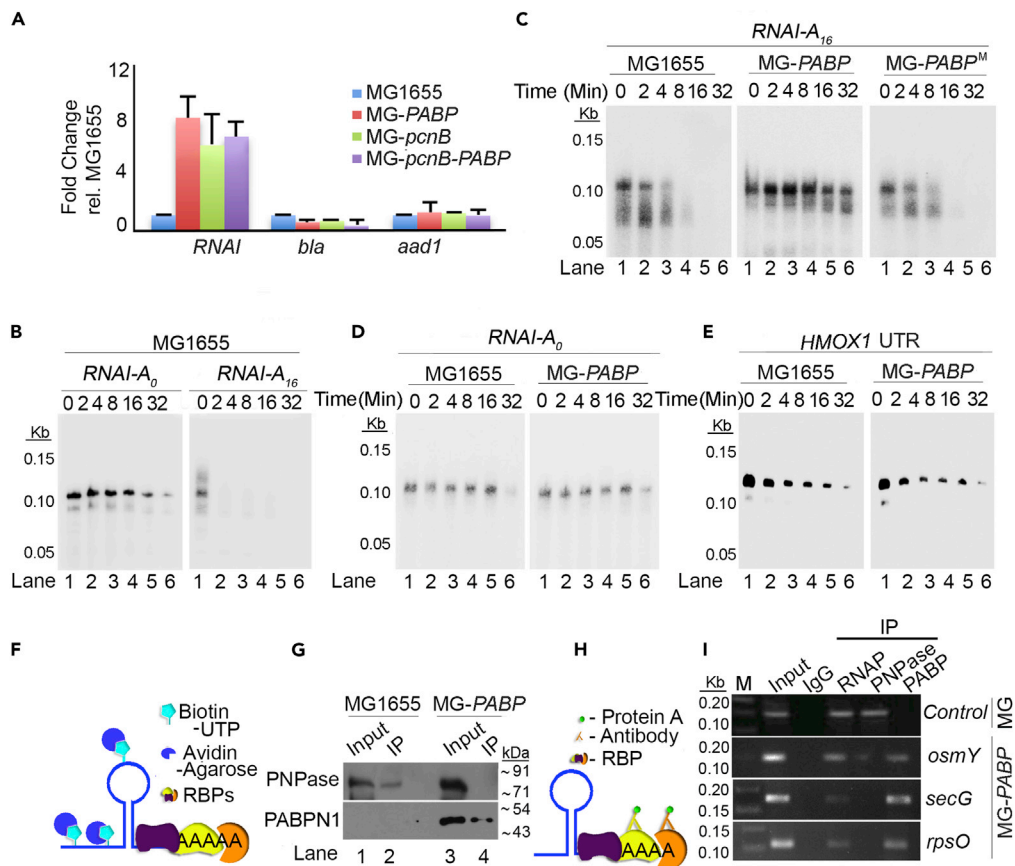 A
Fold Change
rel. MG1655
12
8
4
0
MG1655
MG-PABP
MG-pcnB
MG-pcnB-PABP
RNAI bla aad1
C
RNAI-A16
MG1655 MG-PABP MG-PABPM
Time (Min) 0 2 4 8 16 32 0 2 4 8 16 32 0 2 4 8 16 32
Kb
0.15
0.10
0.05
Lane 1 2 3 4 5 6 1 2 3 4 5 6 1 2 3 4 5 6
B
MG1655
RNAI-A0 RNAI-A16
0 2 4 8 16 32 0 2 4 8 16 32
Kb
0.15
0.10
0.05
Lane 1 2 3 4 5 6 1 2 3 4 5 6
D
RNAI-A0
MG1655 MG-PABP
Time(Min) 0 2 4 8 16 32 0 2 4 8 16 32
Kb
0.15
0.10
0.05
Lane 1 2 3 4 5 6 1 2 3 4 5 6
E
HMOX1 UTR
MG1655 MG-PABP
Time(Min) 0 2 4 8 16 32 0 2 4 8 16 32
Kb
0.15
0.10
0.05
Lane 1 2 3 4 5 6 1 2 3 4 5 6
F
Biotin
-UTP
Avidin
-Agarose
RBPs
AAAAA
G
MG1655 MG-PABP
Input IP Input IP
kDa
PNPase
~91
~71
PABPN1
~54
~43
Lane 1 2 3 4
H
- Protein A
- Antibody
- RBP
AAAA A
I
IP
Kb M Input IgG RNAP PNPase PABP
0.20
0.10
Control
MG
0.20
0.10
osmY
0.20
0.15
secG
0.15
0.10
rpsO
MG-PABP